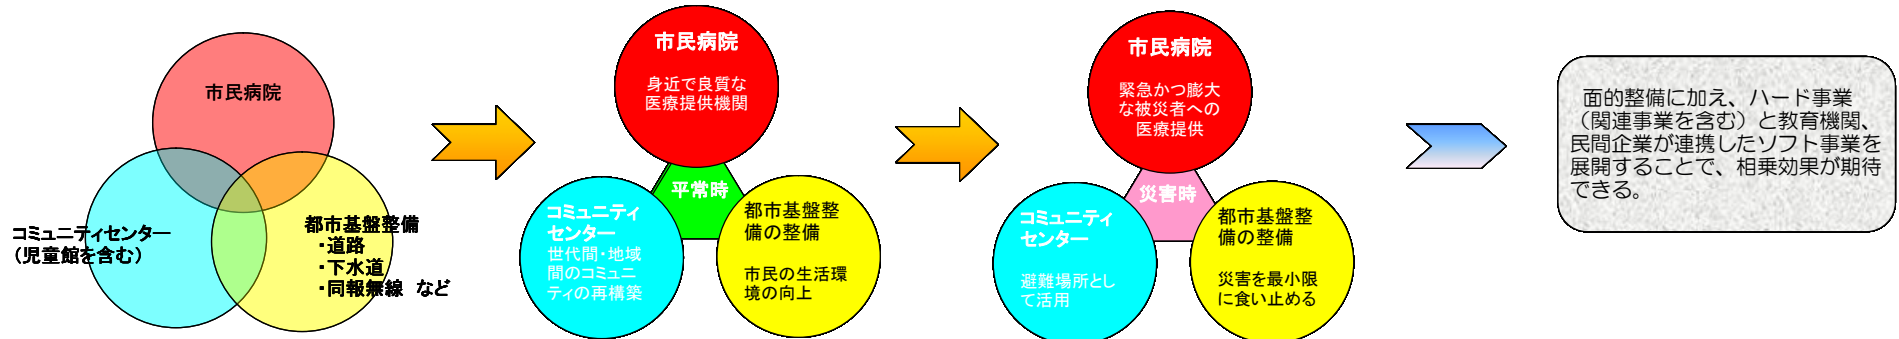 市民病院
コミュニティセンター
(児童館を含む)
都市基盤整備
・道路
・下水道
・同報無線 など
市民病院
身近で良質な
医療提供機関
平常時
コミュニティ
センター
世代間・地域
間のコミュニ
ティの再構築
都市基盤整
備の整備
市民の生活環
境の向上
市民病院
緊急かつ膨大
な被災者への
医療提供
災害時
コミュニティ
センター
避難場所とし
て活用
都市基盤整
備の整備
災害を最小限
に食い止める
面的整備に加え、ハード事業
（関連事業を含む）と教育機関、
民間企業が連携したソフト事業を
展開することで、相乗効果が期待
できる。